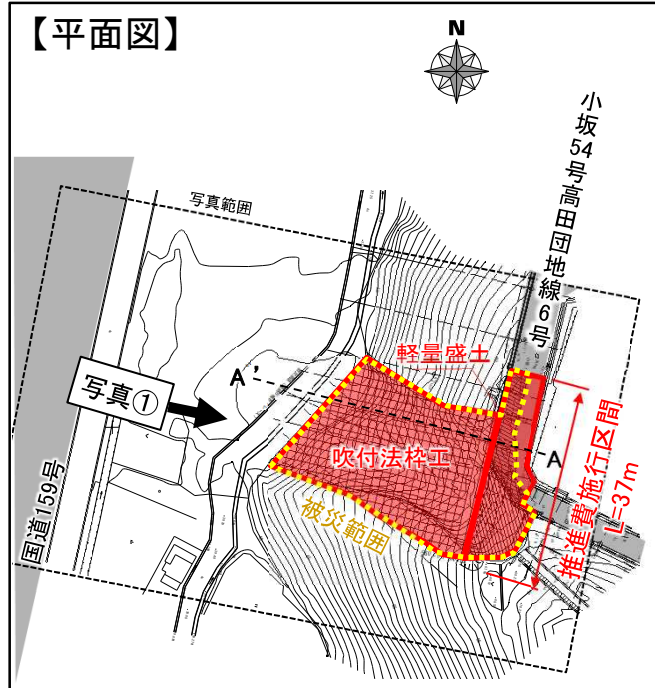 【平面図】
N
小坂54号高田団地線6号
写真範囲
軽量盛土
A'
写真①
A
吹付法枠工
推進費施行区間
L=37m
被災範囲
国道159号